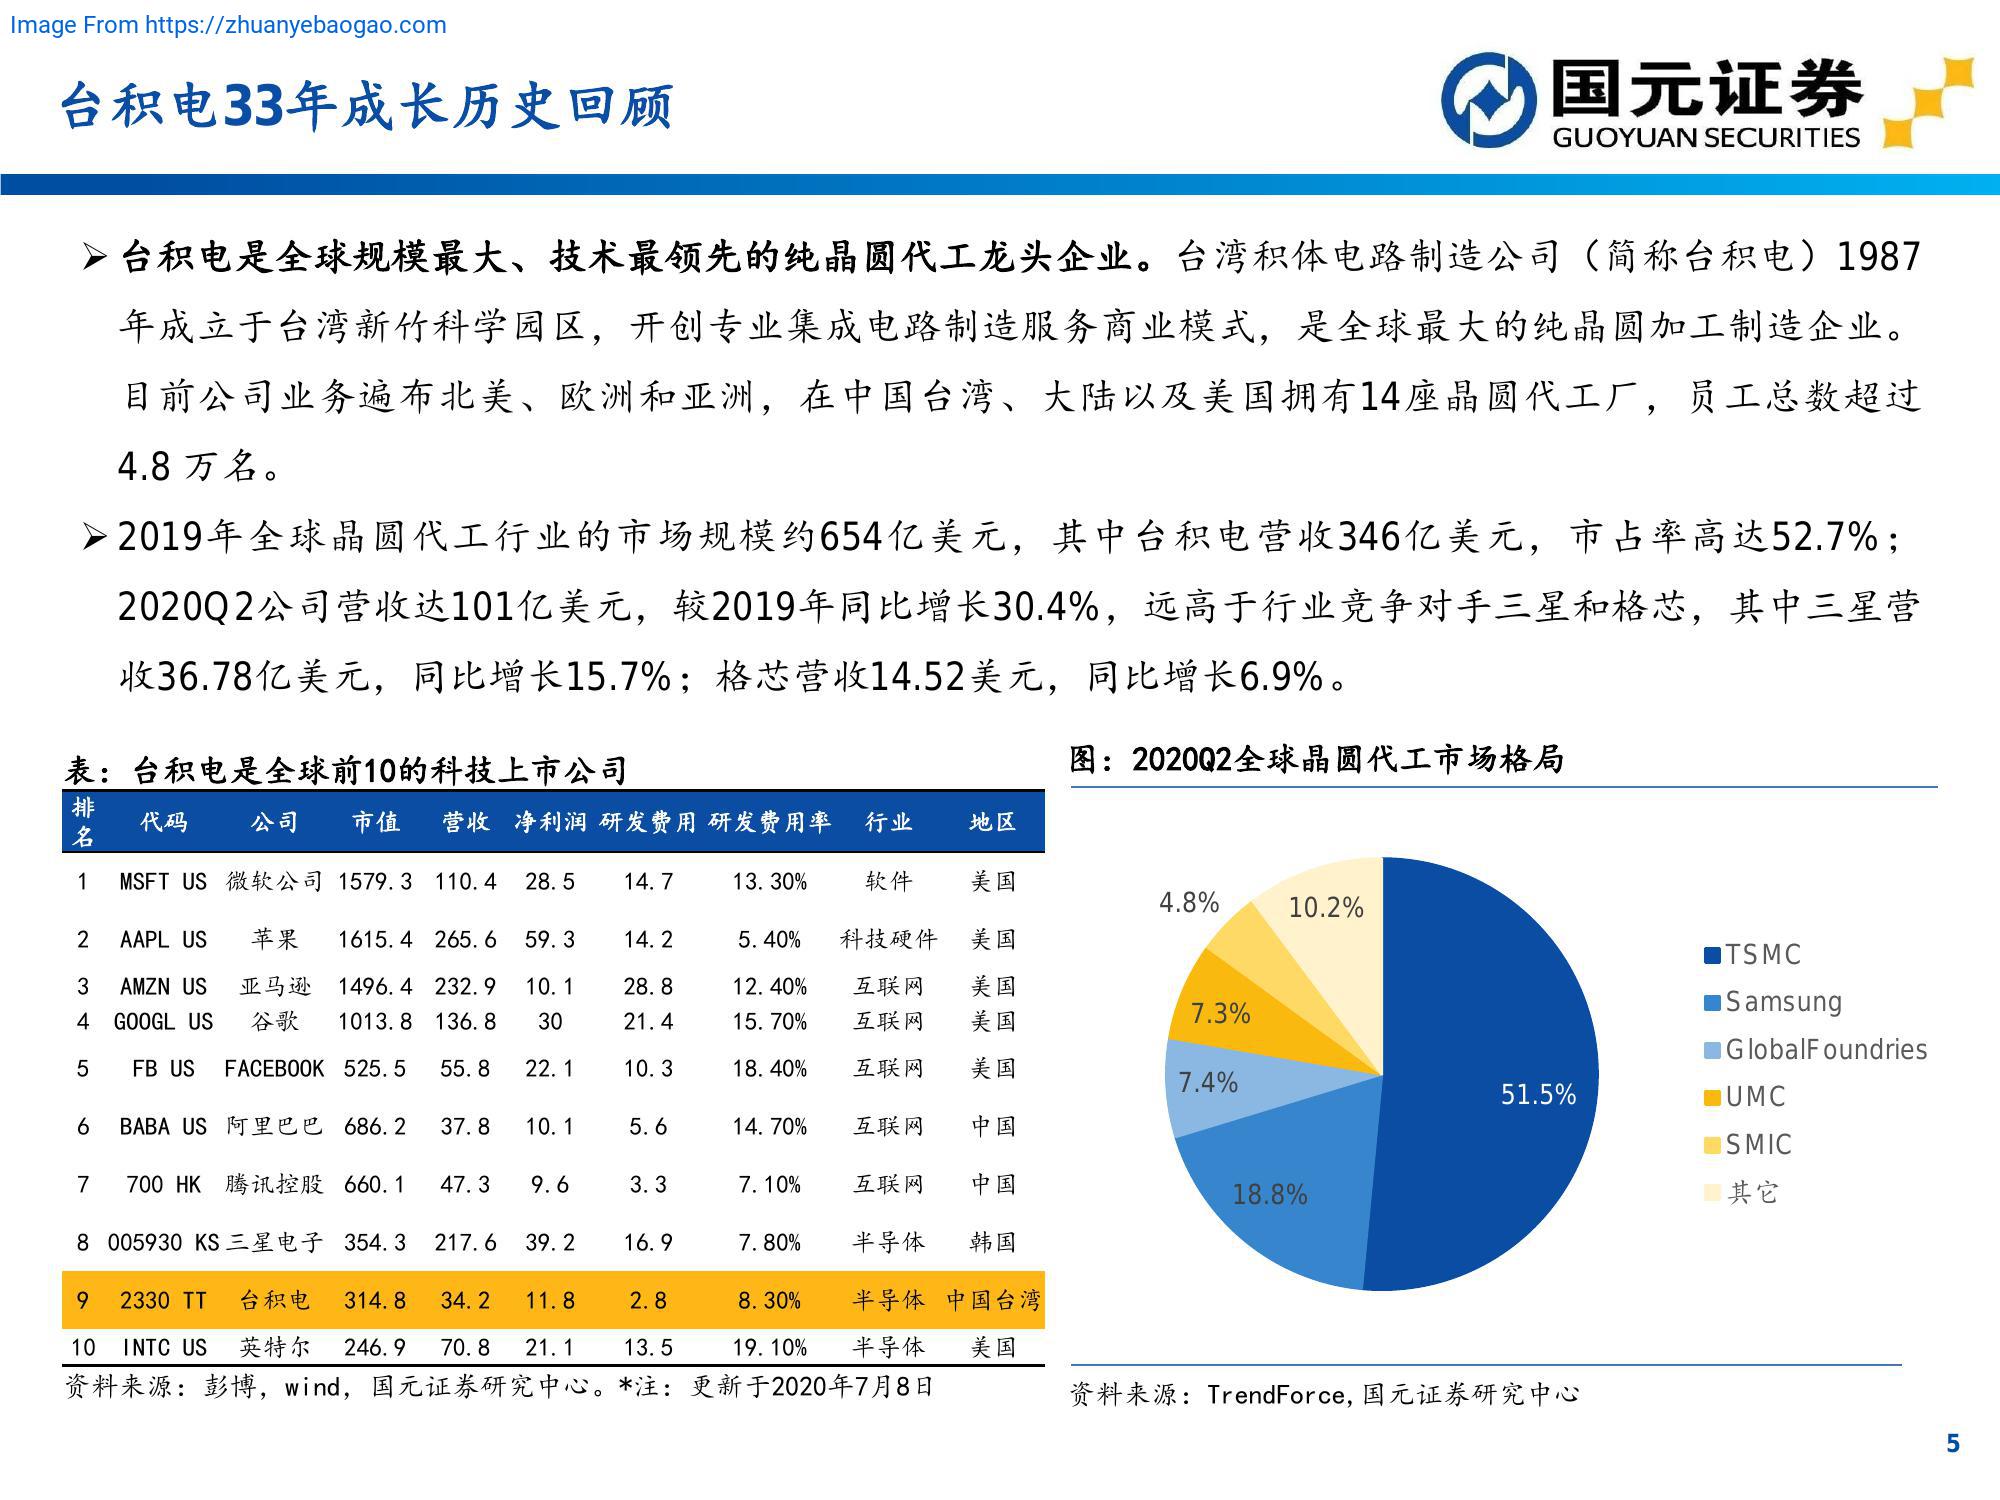 Image From https://zhuanyebaogao.com
台积电33年成长历史回顾
国元证券
GUOYUAN SECURITIES
➢ 台积电是全球规模最大、技术最领先的纯晶圆代工龙头企业。台湾积体电路制造公司（简称台积电）1987
年成立于台湾新竹科学园区，开创专业集成电路制造服务商业模式，是全球最大的纯晶圆加工制造企业。
目前公司业务遍布北美、欧洲和亚洲，在中国台湾、大陆以及美国拥有14座晶圆代工厂，员工总数超过
4.8 万名。
➢ 2019年全球晶圆代工行业的市场规模约654亿美元，其中台积电营收346亿美元，市占率高达52.7%；
2020Q2公司营收达101亿美元，较2019年同比增长30.4%，远高于行业竞争对手三星和格芯，其中三星营
收36.78亿美元，同比增长15.7%；格芯营收14.52美元，同比增长6.9%。
表：台积电是全球前10的科技上市公司
排名 代码 公司 市值 营收 净利润 研发费用 研发费用率 行业 地区
1 MSFT US 微软公司 1579.3 110.4 28.5 14.7 13.30% 软件 美国
2 AAPL US 苹果 1615.4 265.6 59.3 14.2 5.40% 科技硬件 美国
3 AMZN US 亚马逊 1496.4 232.9 10.1 28.8 12.40% 互联网 美国
4 GOOGL US 谷歌 1013.8 136.8 30 21.4 15.70% 互联网 美国
5 FB US FACEBOOK 525.5 55.8 22.1 10.3 18.40% 互联网 美国
6 BABA US 阿里巴巴 686.2 37.8 10.1 5.6 14.70% 互联网 中国
7 700 HK 腾讯控股 660.1 47.3 9.6 3.3 7.10% 互联网 中国
8 005930 KS 三星电子 354.3 217.6 39.2 16.9 7.80% 半导体 韩国
9 2330 TT 台积电 314.8 34.2 11.8 2.8 8.30% 半导体 中国台湾
10 INTC US 英特尔 246.9 70.8 21.1 13.5 19.10% 半导体 美国
资料来源：彭博，wind，国元证券研究中心。*注：更新于2020年7月8日
图：2020Q2全球晶圆代工市场格局
4.8%
10.2%
7.3%
7.4%
51.5%
18.8%
TSMC
Samsung
GlobalFoundries
UMC
SMIC
其它
资料来源：TrendForce,国元证券研究中心
5